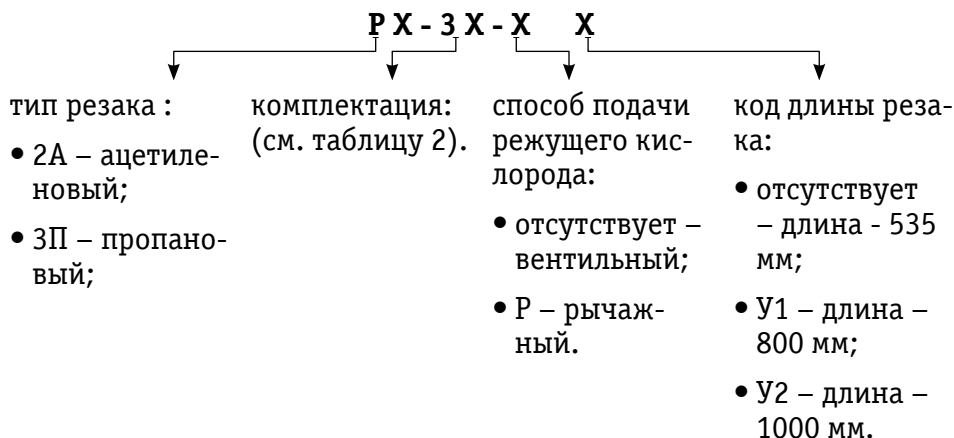 Р Х - 3 Х - Х Х
тип резака :
• 2А – ацетиле-
новый;
• 3П – пропано-
вый;
комплектация:
(см. таблицу 2).
способ подачи
режущего кис-
лорода:
• отсутствует –
вентильный;
• Р – рычаж-
ный.
код длины реза-
ка:
• отсутствует
– длина - 535
мм;
• У1 – длина –
800 мм;
• У2 – длина –
1000 мм.